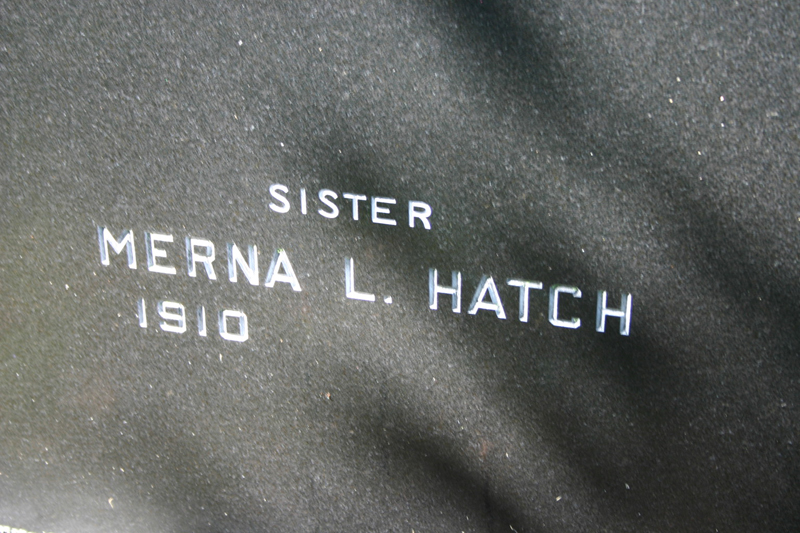 SISTER
MERNA L. HATCH
1910